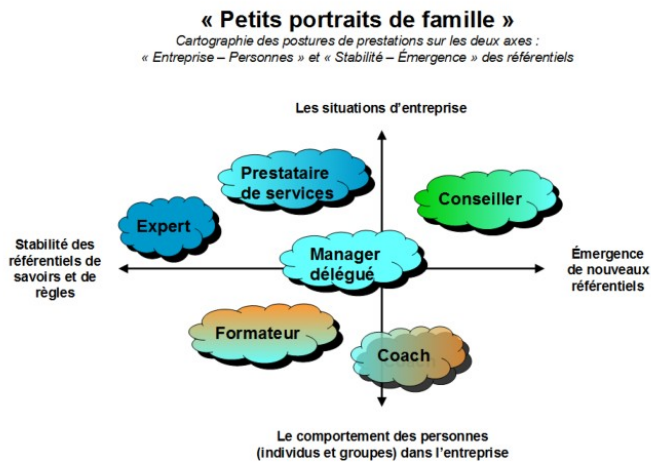 « Petits portraits de famille »
Cartographie des postures de prestations sur les deux axes :
« Entreprise – Personnes » et « Stabilité – Émergence » des référentiels
Les situations d’entreprise
Prestataire
de services
Conseiller
Expert
Stabilité des
référentiels de
savoirs et de
règles
Manager
délégué
Émergence
de nouveaux
référentiels
Formateur
Coach
Le comportement des personnes
(individus et groupes) dans l’entreprise